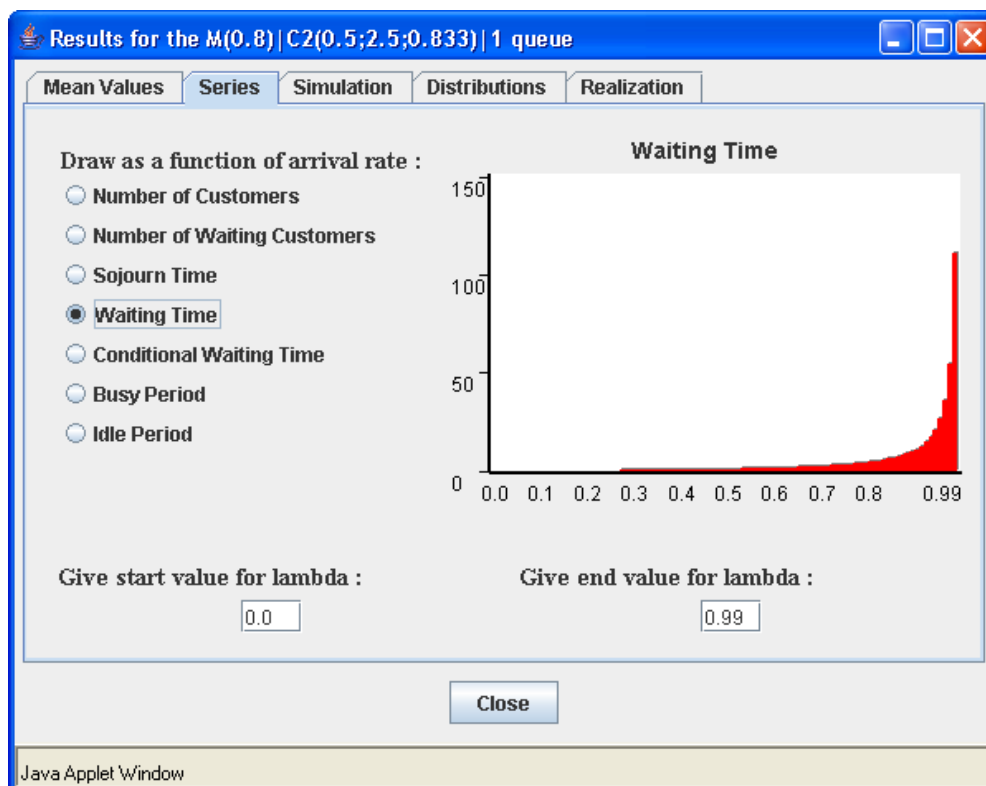 Results for the M(0.8)|C2(0.5;2.5;0.833)|1 queue
Mean Values Series Simulation Distributions Realization
Draw as a function of arrival rate :
Number of Customers
Number of Waiting Customers
Sojourn Time
Waiting Time
Conditional Waiting Time
Busy Period
Idle Period
Waiting Time
150
100
50
0
0.0 0.1 0.2 0.3 0.4 0.5 0.6 0.7 0.8 0.99
Give start value for lambda :
0.0
Give end value for lambda :
0.99
Close
Java Applet Window